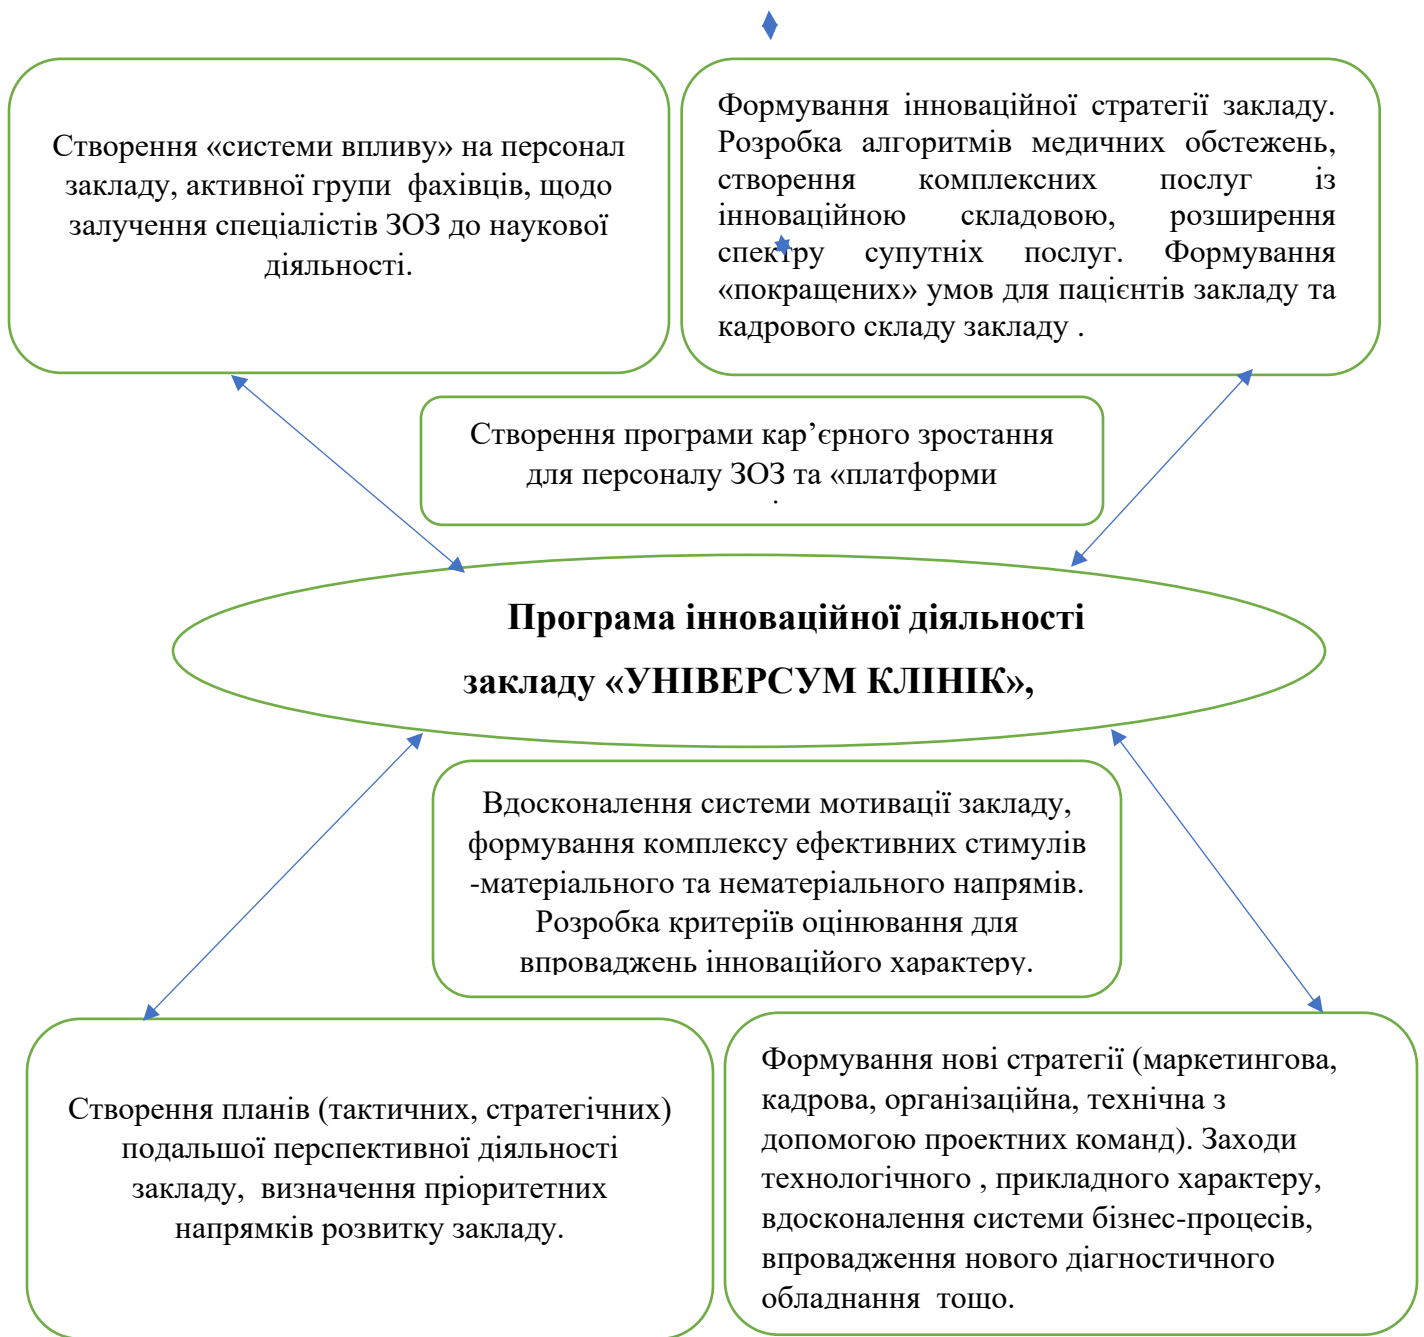 Створення «системи впливу» на персонал
закладу, активної групи фахівців, щодо
залучення спеціалістів ЗОЗ до наукової
діяльності.
Формування інноваційної стратегії закладу.
Розробка алгоритмів медичних обстежень,
створення комплексних послуг із
інноваційною складовою, розширення
спектру супутніх послуг. Формування
«покращених» умов для пацієнтів закладу та
кадрового складу закладу .
Створення програми кар’єрного зростання
для персоналу ЗОЗ та «платформи
Програма інноваційної діяльності
закладу «УНІВЕРСУМ КЛІНІК»,
Вдосконалення системи мотивації закладу,
формування комплексу ефективних стимулів
-матеріального та нематеріального напрямів.
Розробка критеріїв оцінювання для
впроваджень інноваційого характеру.
Створення планів (тактичних, стратегічних)
подальшої перспективної діяльності
закладу, визначення пріоритетних
напрямків розвитку закладу.
Формування нові стратегії (маркетингова,
кадрова, організаційна, технічна з
допомогою проектних команд). Заходи
технологічного , прикладного характеру,
вдосконалення системи бізнес-процесів,
впровадження нового діагностичного
обладнання тощо.